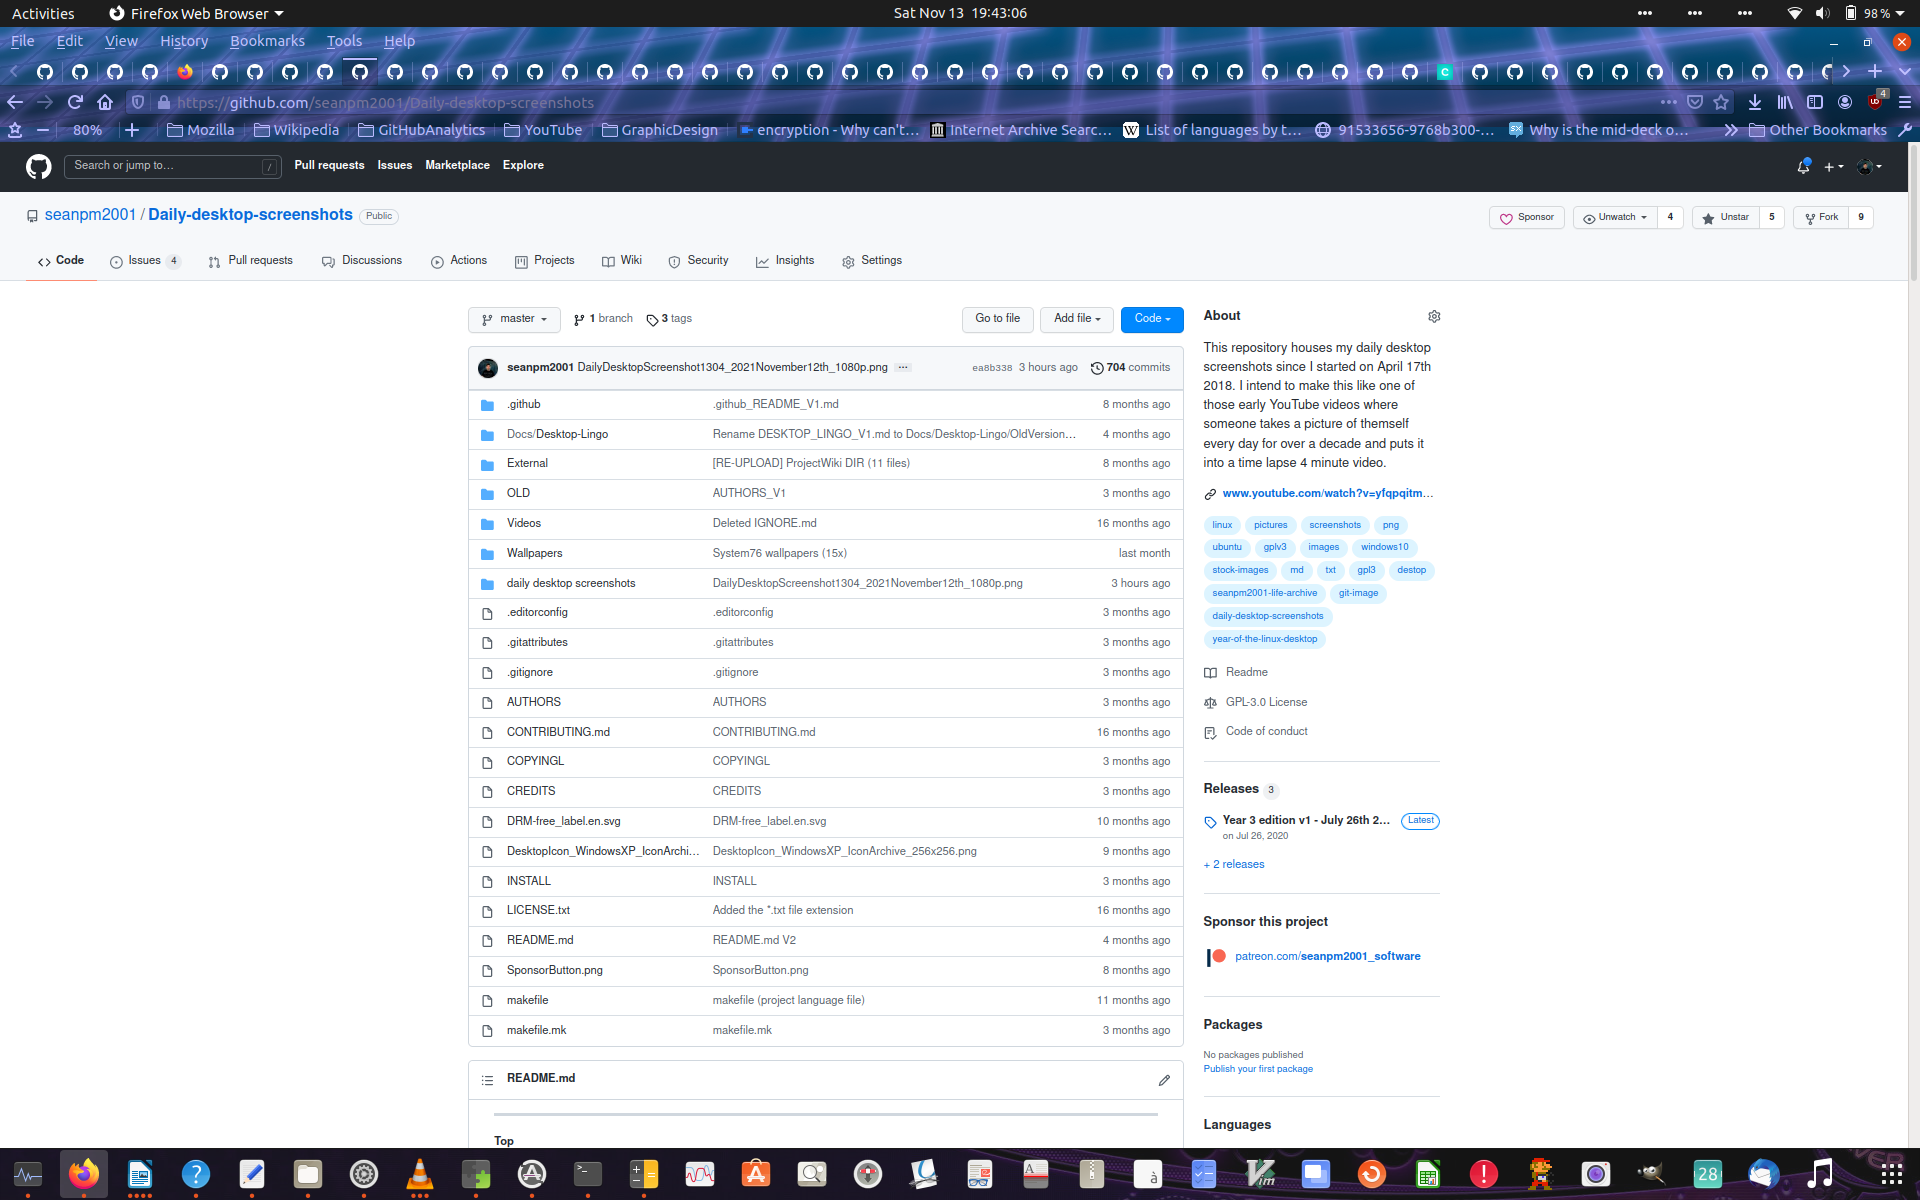 Activities Firefox Web Browser Sat Nov 13 19:43:06 98 %
File Edit View History Bookmarks Tools Help
https://github.com/seanpm2001/Daily-desktop-screenshots 4
80% Mozilla Wikipedia GitHubAnalytics YouTube GraphicDesign encryption - Why can't… Internet Archive Searc… List of languages by t… 91533656-9768b300-… Why is the mid-deck o… Other Bookmarks
Search or jump to… / Pull requests Issues Marketplace Explore
seanpm2001 / Daily-desktop-screenshots Public Sponsor Unwatch 4 Unstar 5 Fork 9
Code Issues 4 Pull requests Discussions Actions Projects Wiki Security Insights Settings
master 1 branch 3 tags Go to file Add file Code
seanpm2001 DailyDesktopScreenshot1304_2021November12th_1080p.png ... ea8b338 3 hours ago 704 commits
.github .github_README_V1.md 8 months ago
Docs/Desktop-Lingo Rename DESKTOP_LINGO_V1.md to Docs/Desktop-Lingo/OldVersion… 4 months ago
External [RE-UPLOAD] ProjectWiki DIR (11 files) 8 months ago
OLD AUTHORS_V1 3 months ago
Videos Deleted IGNORE.md 16 months ago
Wallpapers System76 wallpapers (15x) last month
daily desktop screenshots DailyDesktopScreenshot1304_2021November12th_1080p.png 3 hours ago
.editorconfig .editorconfig 3 months ago
.gitattributes .gitattributes 3 months ago
.gitignore .gitignore 3 months ago
AUTHORS AUTHORS 3 months ago
CONTRIBUTING.md CONTRIBUTING.md 16 months ago
COPYINGL COPYINGL 3 months ago
CREDITS CREDITS 3 months ago
DRM-free_label.en.svg DRM-free_label.en.svg 10 months ago
DesktopIcon_WindowsXP_IconArchi… DesktopIcon_WindowsXP_IconArchive_256x256.png 9 months ago
INSTALL INSTALL 3 months ago
LICENSE.txt Added the *.txt file extension 16 months ago
README.md README.md V2 4 months ago
SponsorButton.png SponsorButton.png 8 months ago
makefile makefile (project language file) 11 months ago
makefile.mk makefile.mk 3 months ago
README.md
Top
About
This repository houses my daily desktop
screenshots since I started on April 17th
2018. I intend to make this like one of
those early YouTube videos where
someone takes a picture of themself
every day for over a decade and puts it
into a time lapse 4 minute video.
www.youtube.com/watch?v=yfqpqitm…
linux pictures screenshots png
ubuntu gplv3 images windows10
stock-images md txt gpl3 destop
seanpm2001-life-archive git-image
daily-desktop-screenshots
year-of-the-linux-desktop
Readme
GPL-3.0 License
Code of conduct
Releases 3
Year 3 edition v1 - July 26th 2… Latest
on Jul 26, 2020
+ 2 releases
Sponsor this project
patreon.com/seanpm2001_software
Packages
No packages published
Publish your first package
Languages
28